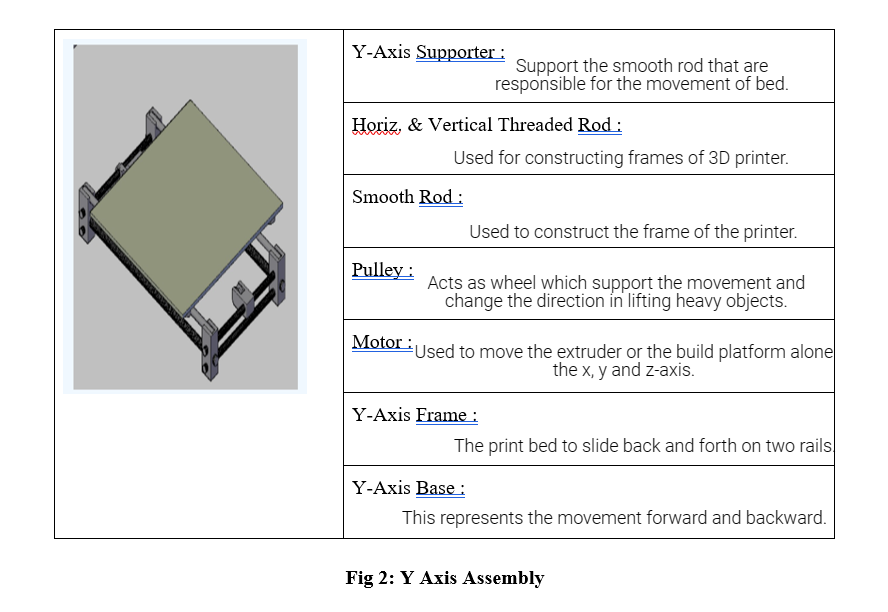 Y-Axis Supporter :
Support the smooth rod that are
responsible for the movement of bed.
Horiz, & Vertical Threaded Rod :
Used for constructing frames of 3D printer.
Smooth Rod :
Used to construct the frame of the printer.
Pulley :
Acts as wheel which support the movement and
change the direction in lifting heavy objects.
Motor :
Used to move the extruder or the build platform alone
the x, y and z-axis.
Y-Axis Frame :
The print bed to slide back and forth on two rails.
Y-Axis Base :
This represents the movement forward and backward.
Fig 2: Y Axis Assembly